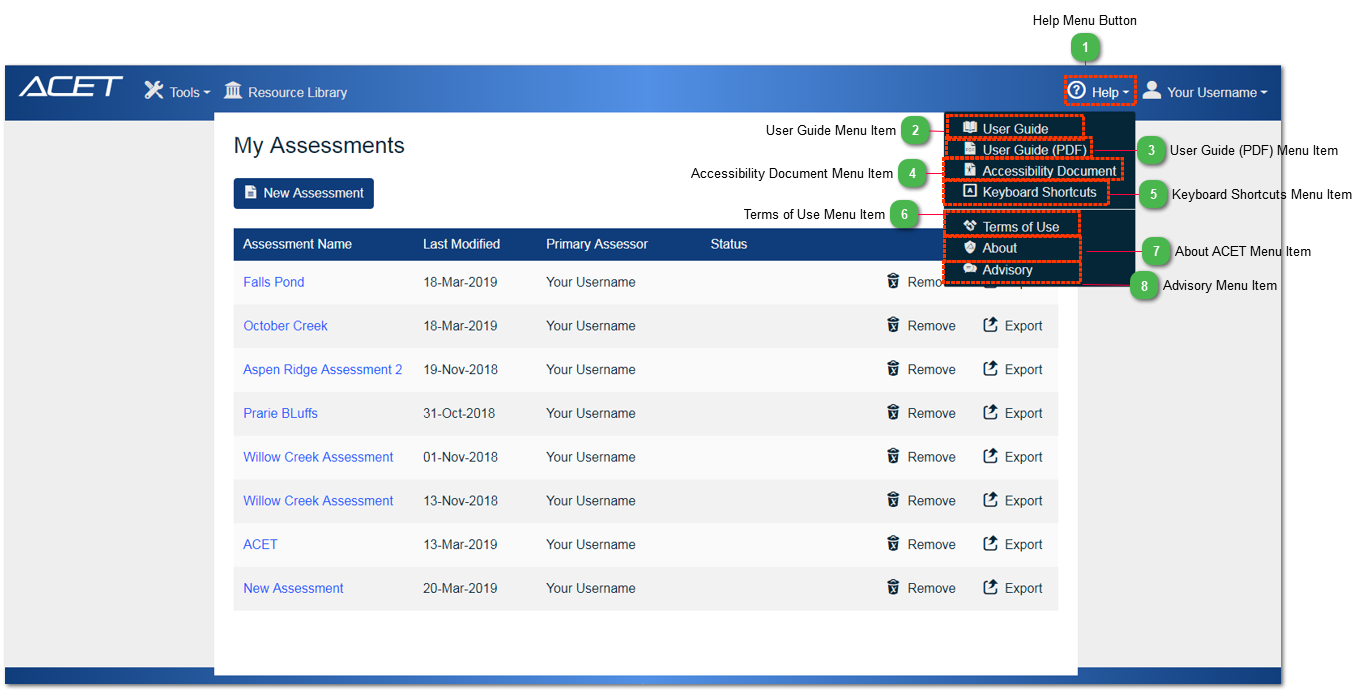 Help Menu Button
1
ACET Tools Resource Library Help Your Username
User Guide Menu Item 2 User Guide
My Assessments
User Guide (PDF) 3 User Guide (PDF) Menu Item
Accessibility Document Menu Item 4 Accessibility Document
New Assessment
Keyboard Shortcuts 5 Keyboard Shortcuts Menu Item
Terms of Use Menu Item 6 Terms of Use
Assessment Name Last Modified Primary Assessor Status
About 7 About ACET Menu Item
Advisory
8 Advisory Menu Item
Falls Pond 18-Mar-2019 Your Username
October Creek 18-Mar-2019 Your Username Remove Export
Aspen Ridge Assessment 2 19-Nov-2018 Your Username Remove Export
Prarie BLuffs 31-Oct-2018 Your Username Remove Export
Willow Creek Assessment 01-Nov-2018 Your Username Remove Export
Willow Creek Assessment 13-Nov-2018 Your Username Remove Export
ACET 13-Mar-2019 Your Username Remove Export
New Assessment 20-Mar-2019 Your Username Remove Export